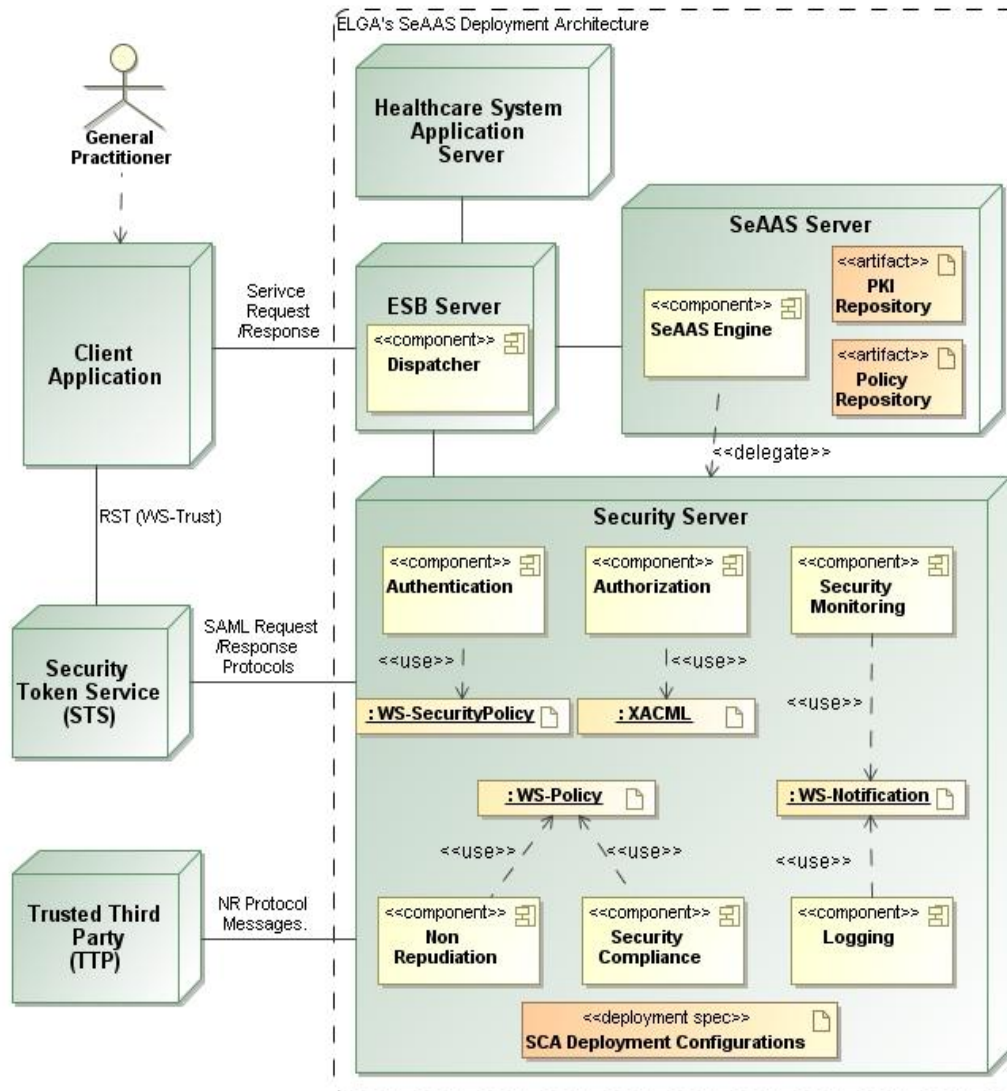 ELGA's SeAAS Deployment Architecture
General
Practitioner
Healthcare System
Application
Server
SeAAS Server
<<artifact>>
PKI
Repository
<<component>>
SeAAS Engine
<<artifact>>
Policy
Repository
Client
Application
Serivce
Request
/Response
ESB Server
<<component>>
Dispatcher
<<delegate>>
RST (WS-Trust)
Security Server
<<component>>
Authentication
<<component>>
Authorization
<<component>>
Security
Monitoring
Security
Token Service
(STS)
SAML Request
/Response
Protocols
<<use>>
<<use>>
<<use>>
: WS-SecurityPolicy
: XACML
: WS-Policy
: WS-Notification
<<use>>
<<use>>
<<use>>
Trusted Third
Party
(TTP)
NR Protocol
Messages.
<<component>>
Non
Repudiation
<<component>>
Security
Compliance
<<component>>
Logging
<<deployment spec>>
SCA Deployment Configurations